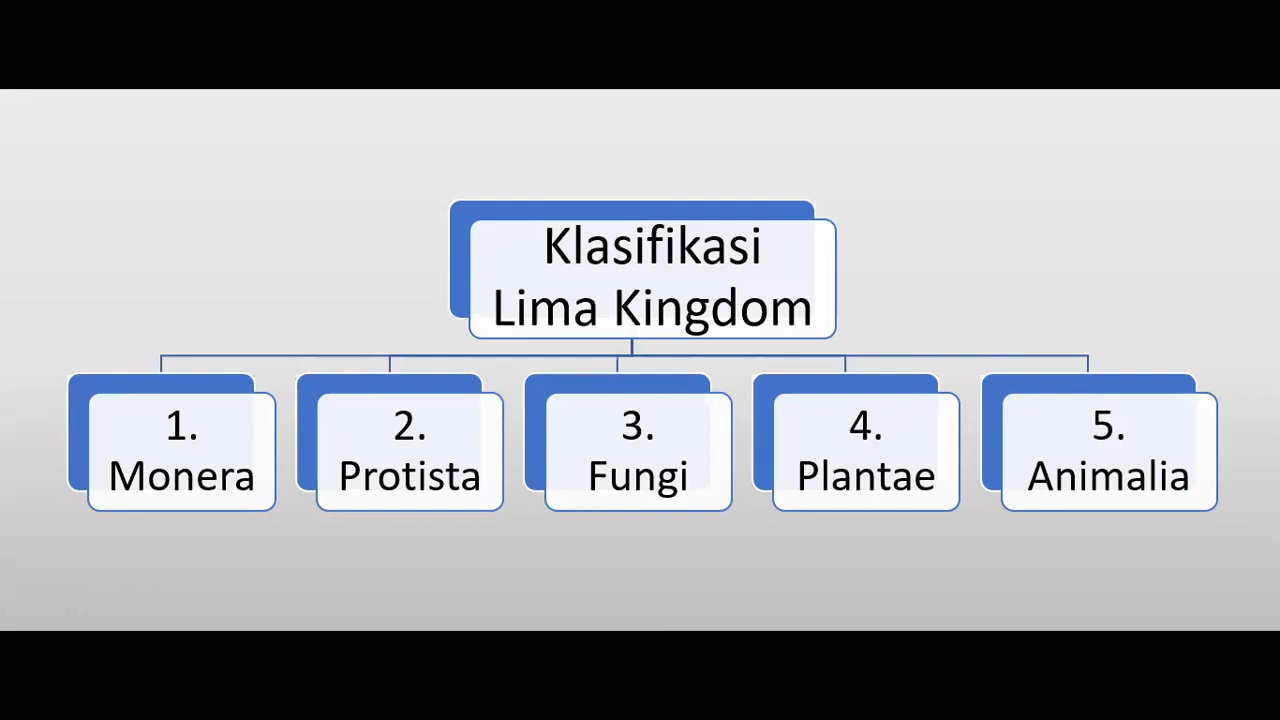 Klasifikasi
Lima Kingdom
1.
Monera
2.
Protista
3.
Fungi
4.
Plantae
5.
Animalia